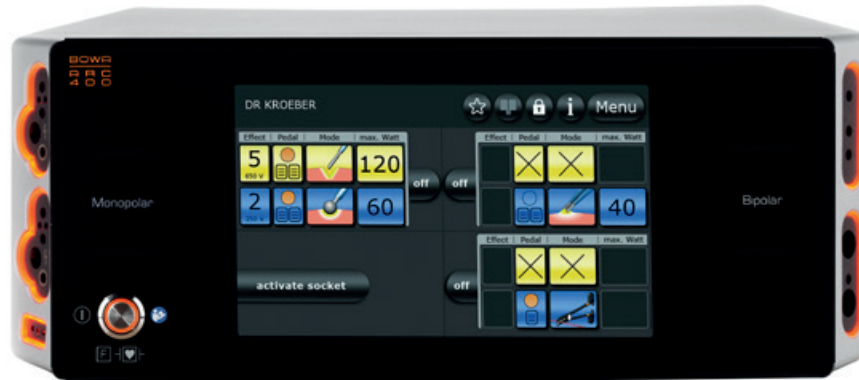 BOWA
ARC
400
DR KROEBER
i Menu
Effect Pedal Mode max. Watt
5
650 V
120
off
2
60
Monopolar
activate socket
off
Effect Pedal Mode max. Watt
40
Bipolar
off
Effect Pedal Mode max. Watt
F